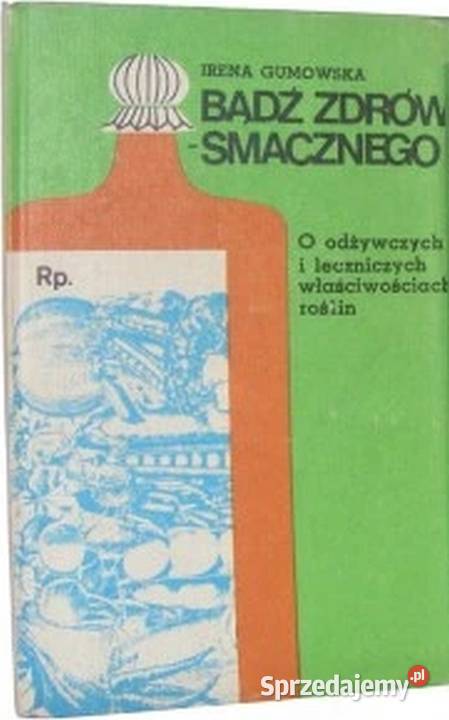 IRENA GUMOWSKA
BĄDŹ ZDRÓW
-SMACZNEGO
O odżywczych
i leczniczych
właściwościach
roślin
Rp.
Sprzedajemy.pl